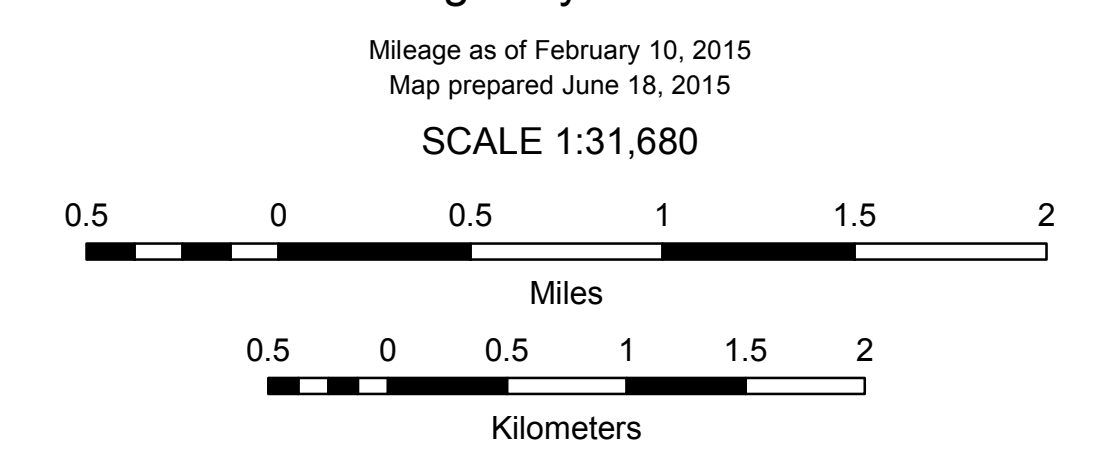 Mileage as of February 10, 2015
Map prepared June 18, 2015
SCALE 1:31,680
0.5 0 0.5 1 1.5 2
Miles
0.5 0 0.5 1 1.5 2
Kilometers